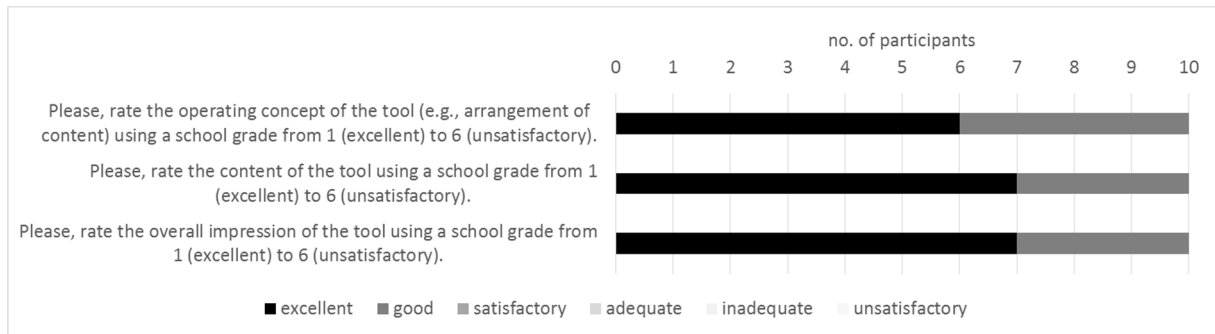 no. of participants
0 1 2 3 4 5 6 7 8 9 10
Please, rate the operating concept of the tool (e.g., arrangement of
content) using a school grade from 1 (excellent) to 6 (unsatisfactory).
Please, rate the content of the tool using a school grade from 1
(excellent) to 6 (unsatisfactory).
Please, rate the overall impression of the tool using a school grade from
1 (excellent) to 6 (unsatisfactory).
excellent good satisfactory adequate inadequate unsatisfactory